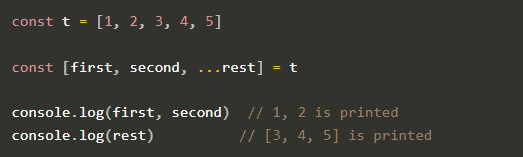 const t = [1, 2, 3, 4, 5]
const [first, second, ...rest] = t
console.log(first, second)  // 1, 2 is printed
console.log(rest)          // [3, 4, 5] is printed